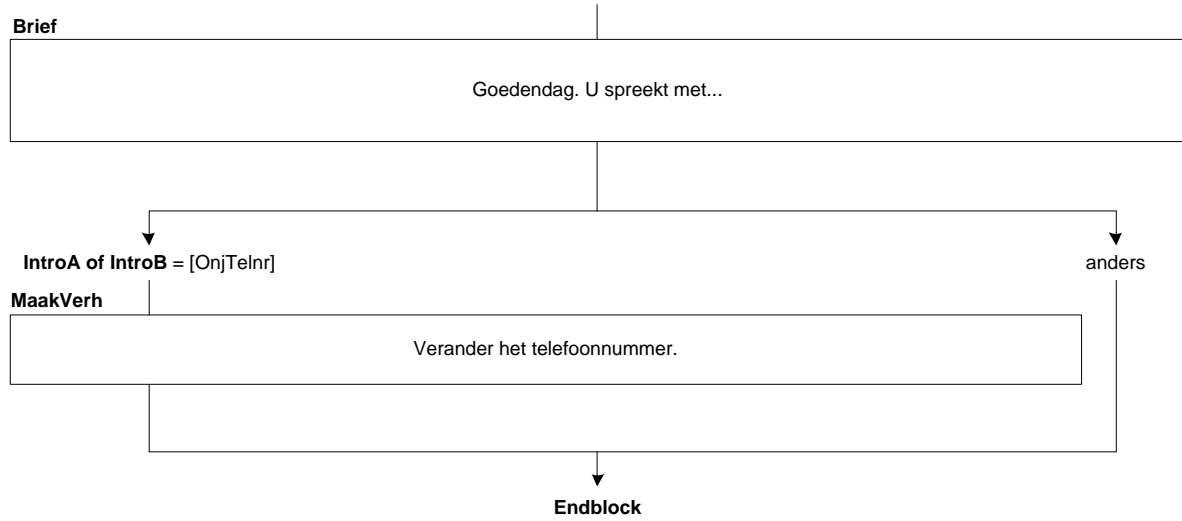 Brief
Goedendag. U spreekt met...
IntroA of IntroB = [OnjTelnr]
anders
MaakVerh
Verander het telefoonnummer.
Endblock